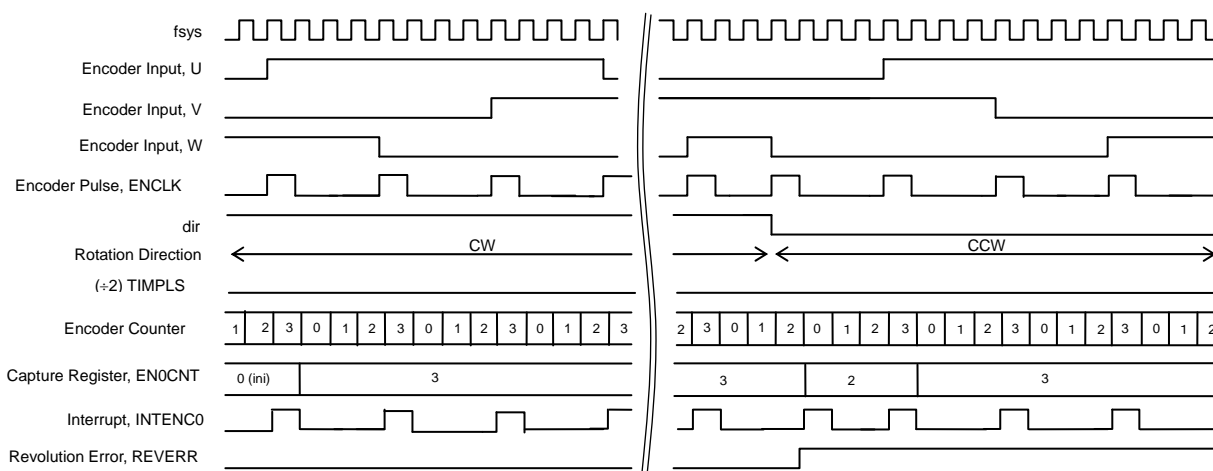 fsys
Encoder Input, U
Encoder Input, V
Encoder Input, W
Encoder Pulse, ENCLK
dir
Rotation Direction CW CCW
(÷2) TIMPLS
Encoder Counter 1 2 3 0 1 2 3 0 1 2 3 0 1 2 3 2 3 0 1 2 0 1 2 3 0 1 2 3 0 1 2 3 0 1 2
Capture Register, EN0CNT 0 (ini) 3 3 2 3
Interrupt, INTENC0
Revolution Error, REVERR